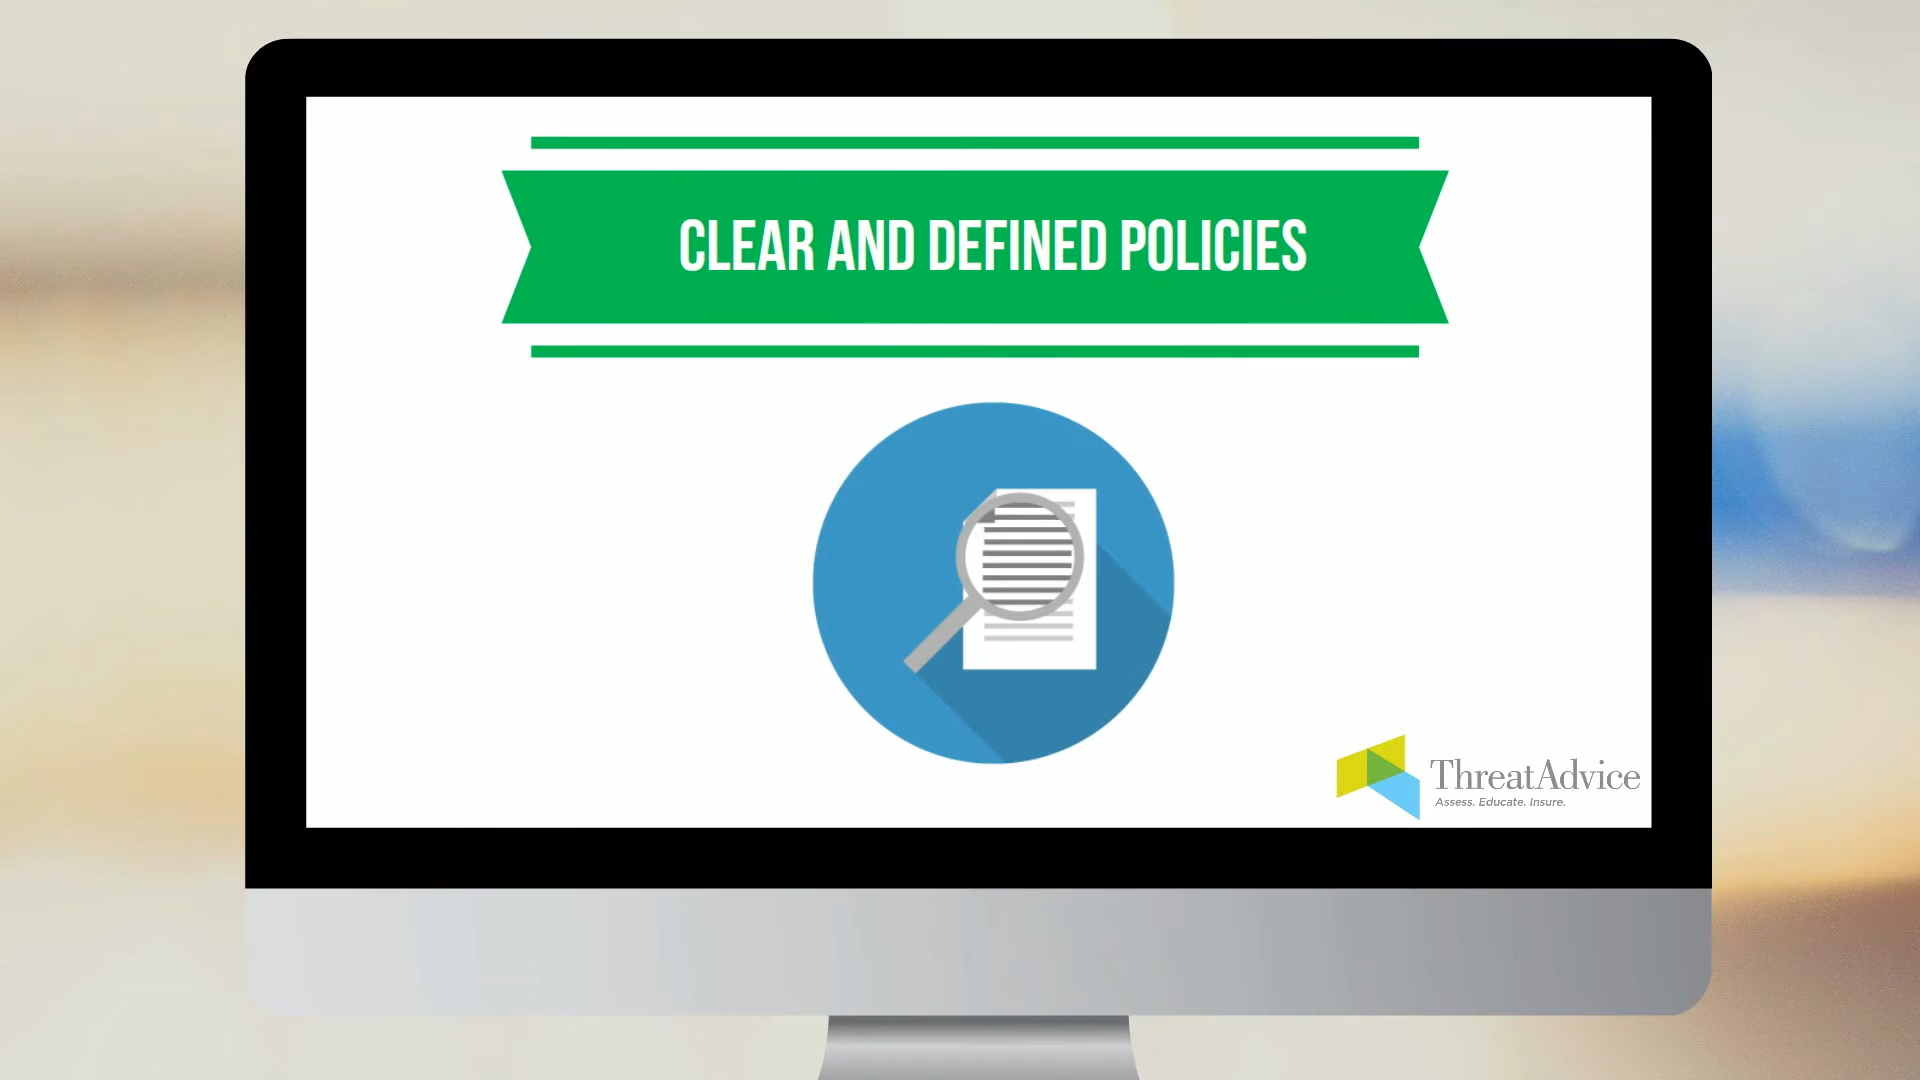 CLEAR AND DEFINED POLICIES
ThreatAdvice
Assess. Educate. Insure.